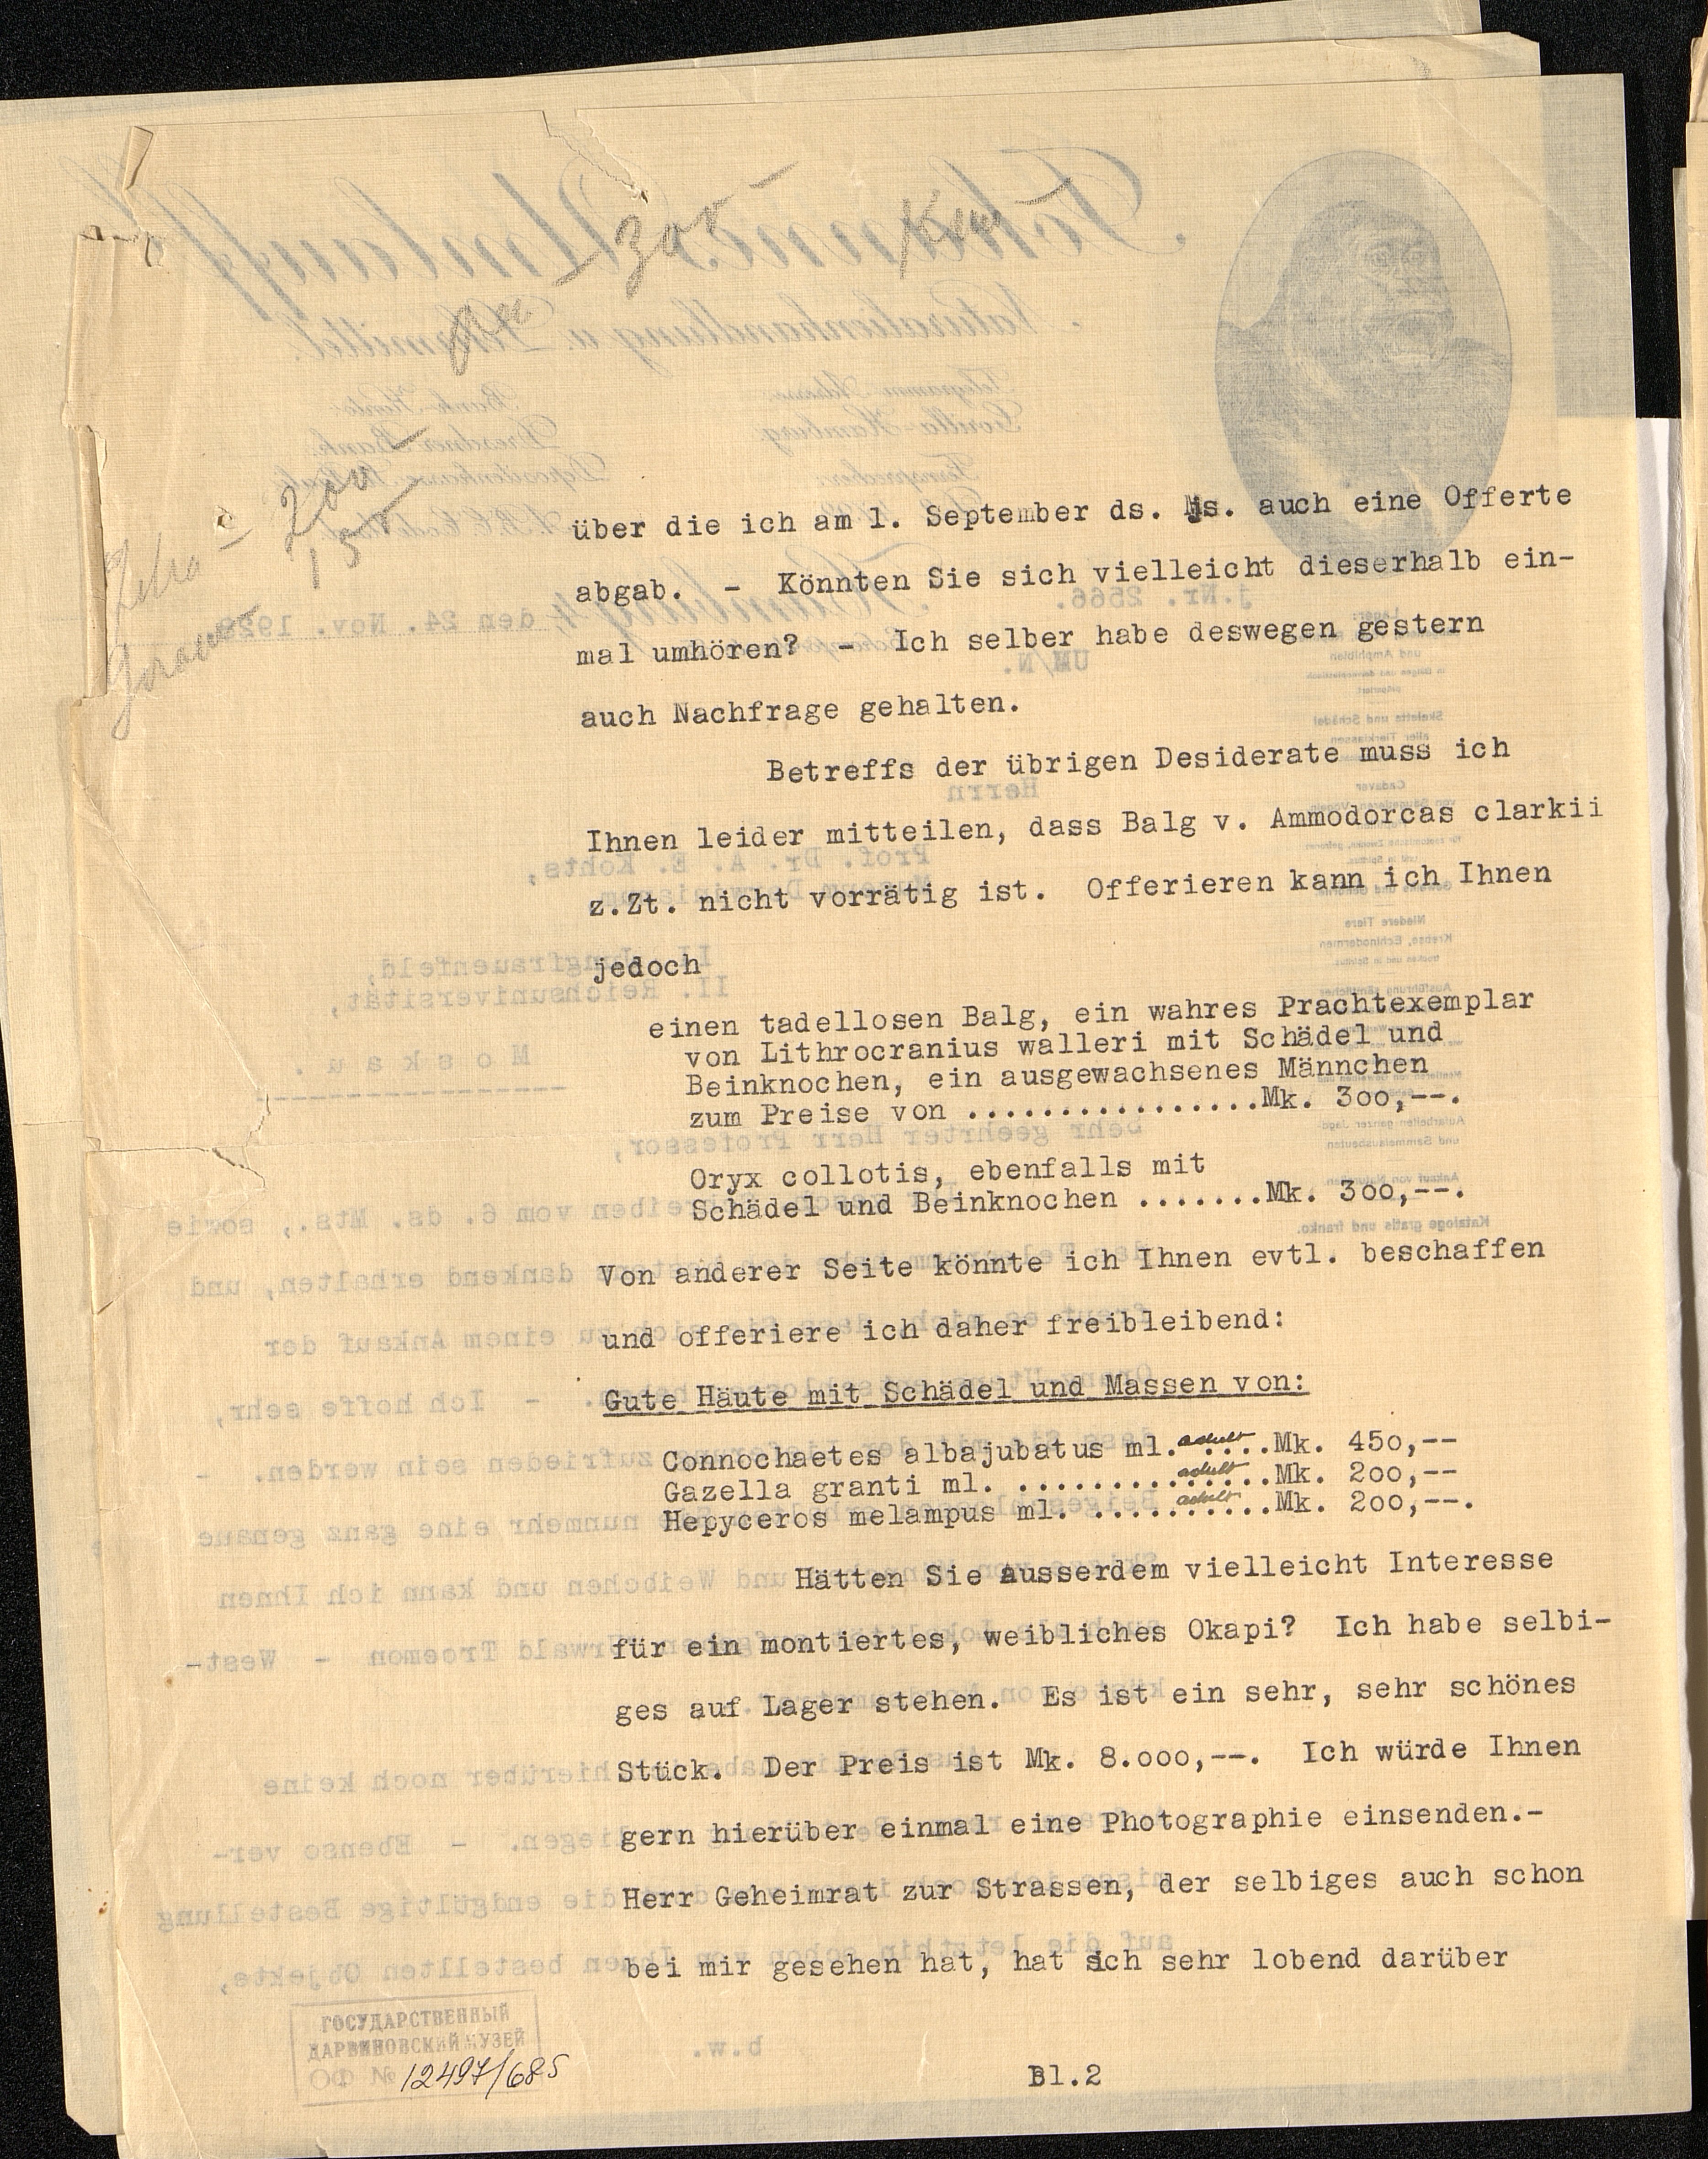 über die ich am 1. September ds. Js. auch eine Offerte
abgab. - Könnten Sie sich vielleicht dieserhalb ein-
mal umhören? - Ich selber habe deswegen gestern
auch Nachfrage gehalten.
Betreffs der übrigen Desiderate muss ich
Ihnen leider mitteilen, dass Balg v. Ammodorcas clarkii
z.Zt. nicht vorrätig ist. Offerieren kann ich Ihnen
jedoch
einen tadellosen Balg, ein wahres Prachtexemplar
von Lithrocranius walleri mit Schädel und
Beinknochen, ein ausgewachsenes Männchen
zum Preise von ................Mk. 300,--.
Oryx collotis, ebenfalls mit
Schädel und Beinknochen .......Mk. 300,--.
Von anderer Seite könnte ich Ihnen evtl. beschaffen
und offeriere ich daher freibleibend:
Gute Häute mit Schädel und Massen von:
Connochaetes albajubatus ml. adult ....Mk. 450,--
Gazella granti ml. .......... adult ....Mk. 200,--
Hepyceros melampus ml. ..... adult ....Mk. 200,--.
Hätten Sie ausserdem vielleicht Interesse
für ein montiertes, weibliches Okapi? Ich habe selbi-
ges auf Lager stehen. Es ist ein sehr, sehr schönes
Stück. Der Preis ist Mk. 8.000,--. Ich würde Ihnen
gern hierüber einmal eine Photographie einsenden.-
Herr Geheimrat zur Strassen, der selbiges auch schon
bei mir gesehen hat, hat sich sehr lobend darüber
Bl.2
ГОСУДАРСТВЕННЫЙ
ДАРВИНОВСКИЙ МУЗЕЙ
ОФ № 12497/685